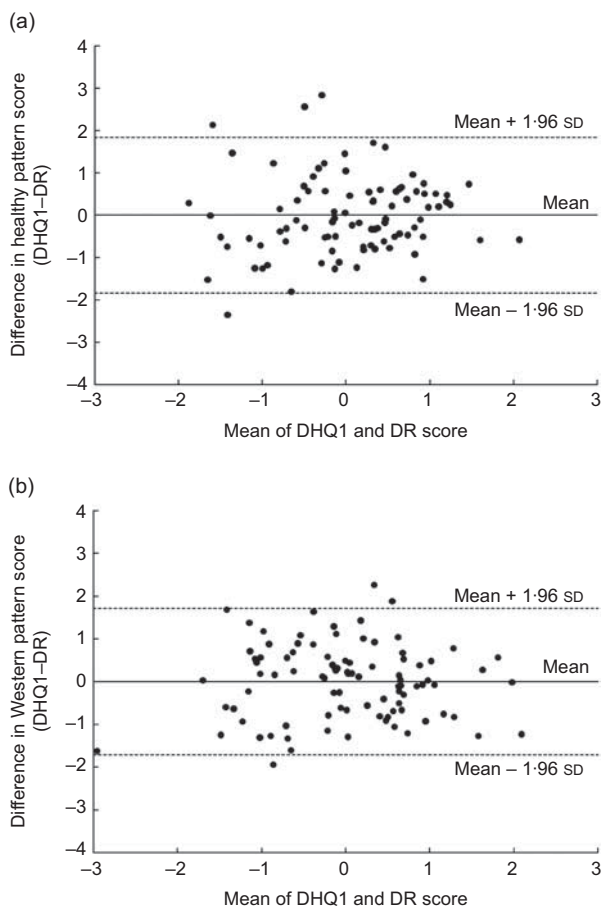 (a)
4
3
2
1
0
−1
−2
−3
−4
Difference in healthy pattern score
(DHQ1–DR)
Mean + 1·96 SD
Mean
Mean – 1·96 SD
−3
−2
−1
0
1
2
3
Mean of DHQ1 and DR score
(b)
4
3
2
1
0
−1
−2
−3
−4
Difference in Western pattern score
(DHQ1–DR)
Mean + 1·96 SD
Mean
Mean – 1·96 SD
−3
−2
−1
0
1
2
3
Mean of DHQ1 and DR score